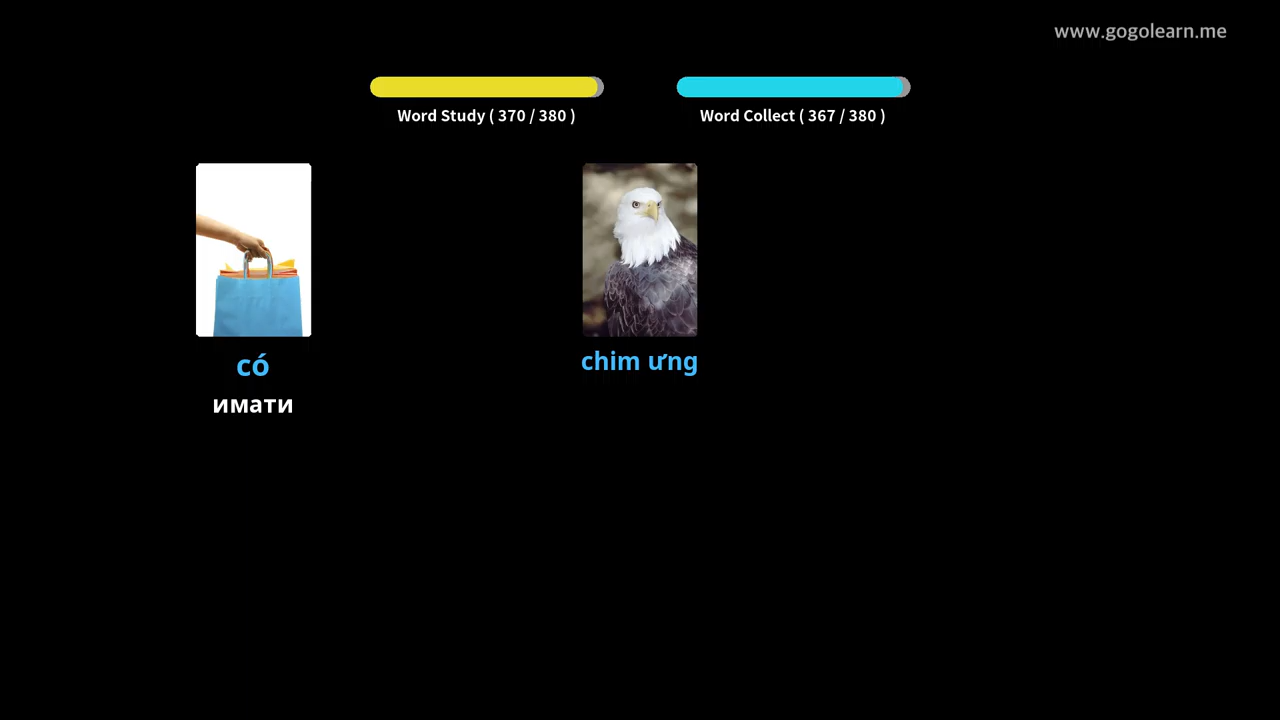 www.gogolearn.me
Word Study ( 370 / 380 )
Word Collect ( 367 / 380 )
có
имати
chim ưng